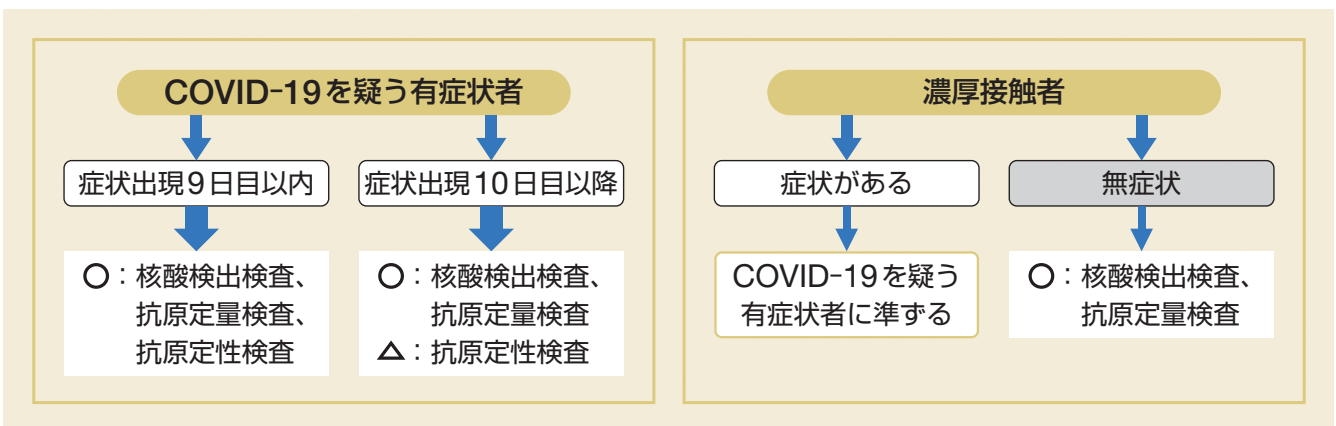 COVID-19を疑う有症状者
症状出現9日目以内
○：核酸検出検査、
抗原定量検査、
抗原定性検査
症状出現10日目以降
○：核酸検出検査、
抗原定量検査
△：抗原定性検査
濃厚接触者
症状がある
COVID-19を疑う
有症状者に準ずる
無症状
○：核酸検出検査、
抗原定量検査